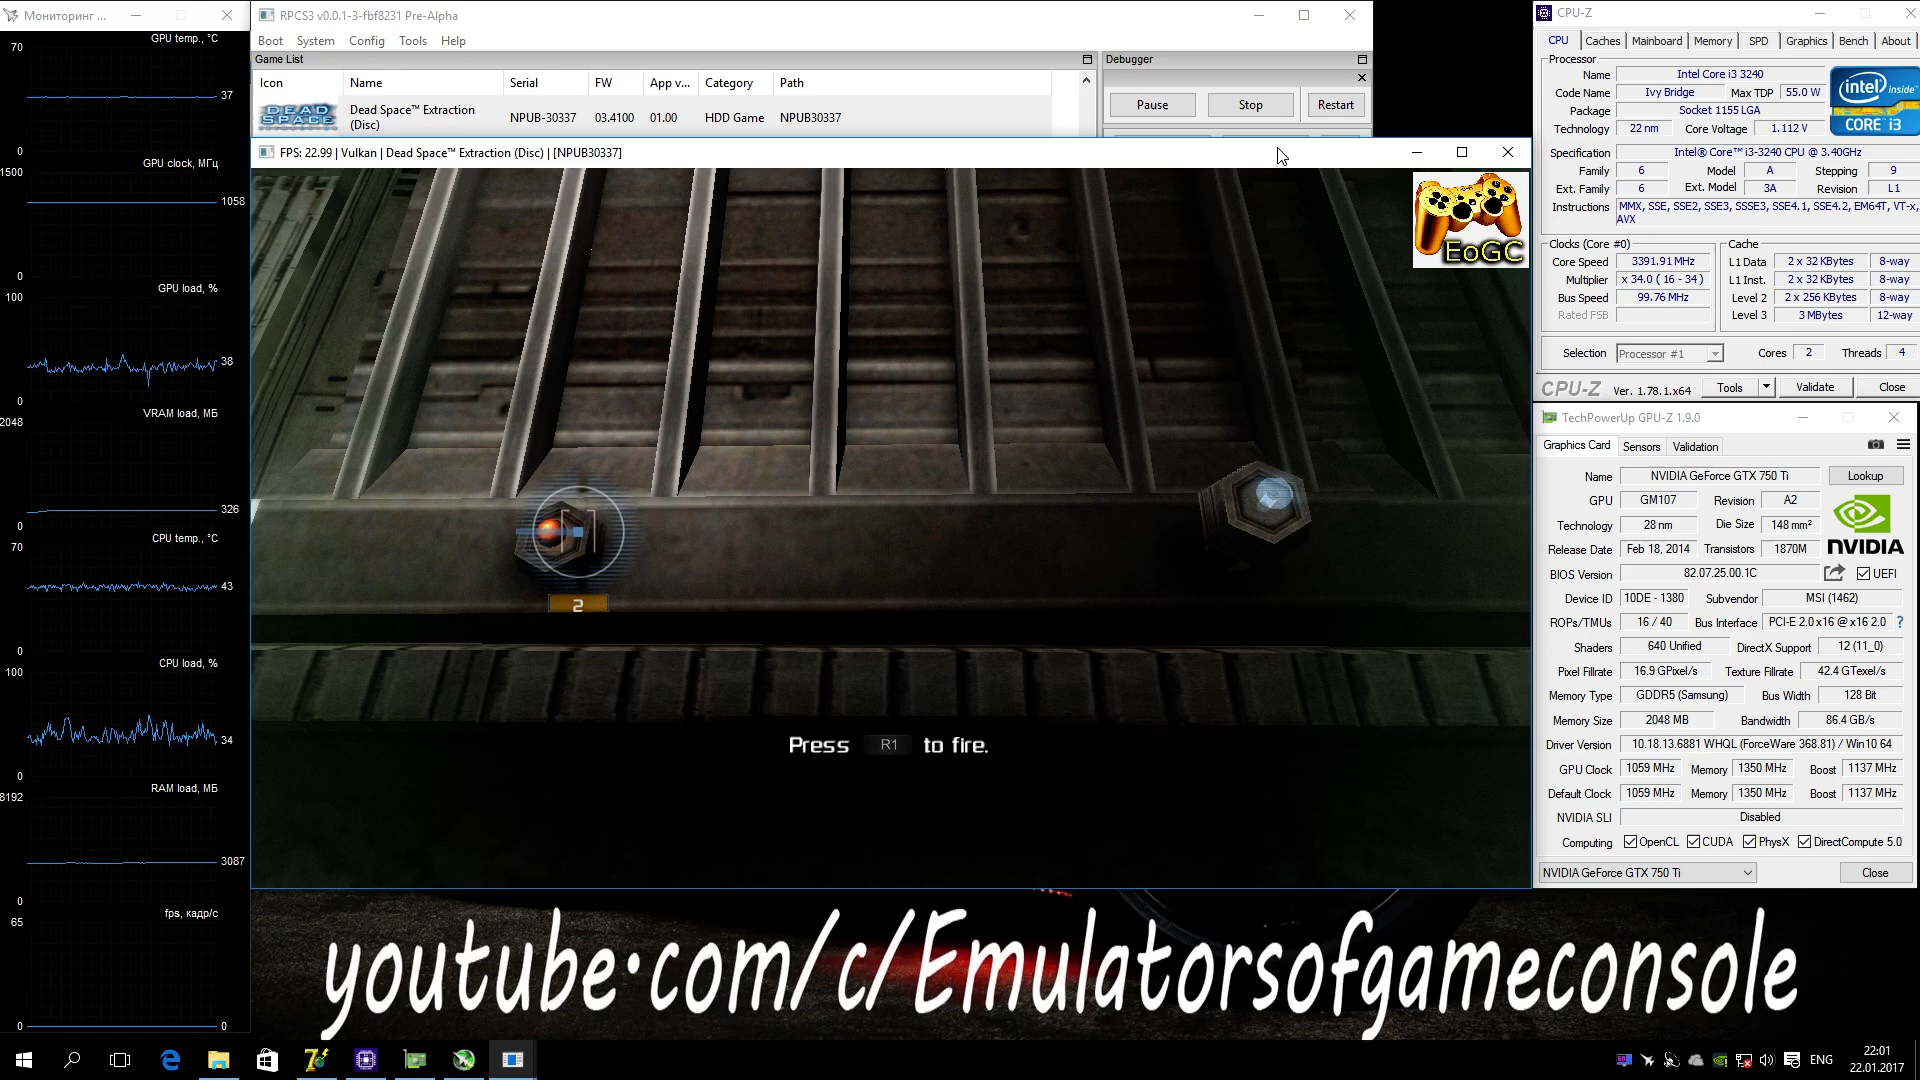 Мониторинг ...
GPU temp., °C
70
37
0
GPU clock, МГц
1500
1058
0
GPU load, %
100
38
0
VRAM load, МБ
2048
326
0
CPU temp., °C
70
43
0
CPU load, %
100
34
0
RAM load, МБ
8192
3087
0
fps, кадр/с
65
0
0
RPCS3 v0.0.1-3-fbf8231 Pre-Alpha
Boot System Config Tools Help
Game List
Icon Name Serial FW App v... Category Path
DEAD SPACE
Dead Space™ Extraction (Disc) NPUB-30337 03.4100 01.00 HDD Game NPUB30337
Debugger
Pause Stop Restart
FPS: 22.99 | Vulkan | Dead Space™ Extraction (Disc) | [NPUB30337]
EoGC
2
Press R1 to fire.
youtube.com/c/Emulatorsofgameconsole
CPU-Z
CPU Caches Mainboard Memory SPD Graphics Bench About
Processor
Name Intel Core i3 3240
Code Name Ivy Bridge Max TDP 55.0 W
Package Socket 1155 LGA
Technology 22 nm Core Voltage 1.112 V
intel inside™
CORE i3
Specification Intel® Core™ i3-3240 CPU @ 3.40GHz
Family 6 Model A Stepping 9
Ext. Family 6 Ext. Model 3A Revision L1
Instructions MMX, SSE, SSE2, SSE3, SSSE3, SSE4.1, SSE4.2, EM64T, VT-x,
AVX
Clocks (Core #0)
Core Speed 3391.91 MHz
Multiplier x 34.0 ( 16 - 34 )
Bus Speed 99.76 MHz
Rated FSB
Cache
L1 Data 2 x 32 KBytes 8-way
L1 Inst. 2 x 32 KBytes 8-way
Level 2 2 x 256 KBytes 8-way
Level 3 3 MBytes 12-way
Selection Processor #1 Cores 2 Threads 4
CPU-Z Ver. 1.78.1.x64 Tools Validate Close
TechPowerUp GPU-Z 1.9.0
Graphics Card Sensors Validation
Name NVIDIA GeForce GTX 750 Ti Lookup
GPU GM107 Revision A2
Technology 28 nm Die Size 148 mm²
Release Date Feb 18, 2014 Transistors 1870M
NVIDIA
BIOS Version 82.07.25.00.1C UEFI
Device ID 10DE - 1380 Subvendor MSI (1462)
ROPs/TMUs 16 / 40 Bus Interface PCI-E 2.0 x16 @ x16 2.0 ?
Shaders 640 Unified DirectX Support 12 (11_0)
Pixel Fillrate 16.9 GPixel/s Texture Fillrate 42.4 GTexel/s
Memory Type GDDR5 (Samsung) Bus Width 128 Bit
Memory Size 2048 MB Bandwidth 86.4 GB/s
Driver Version 10.18.13.6881 WHQL (ForceWare 368.81) / Win10 64
GPU Clock 1059 MHz Memory 1350 MHz Boost 1137 MHz
Default Clock 1059 MHz Memory 1350 MHz Boost 1137 MHz
NVIDIA SLI Disabled
Computing OpenCL CUDA PhysX DirectCompute 5.0
NVIDIA GeForce GTX 750 Ti Close
ENG
22:01
22.01.2017